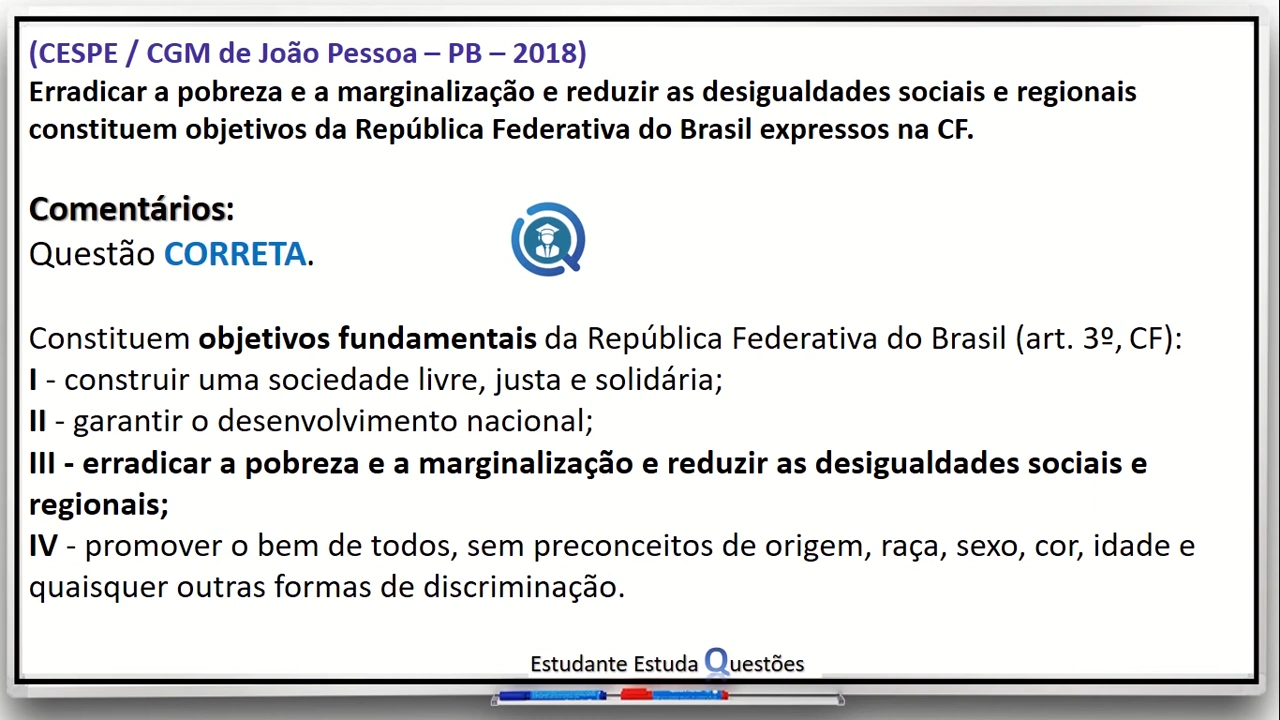 (CESPE / CGM de João Pessoa – PB – 2018)
Erradicar a pobreza e a marginalização e reduzir as desigualdades sociais e regionais
constituem objetivos da República Federativa do Brasil expressos na CF.
Comentários:
Questão CORRETA.
Constituem objetivos fundamentais da República Federativa do Brasil (art. 3º, CF):
I - construir uma sociedade livre, justa e solidária;
II - garantir o desenvolvimento nacional;
III - erradicar a pobreza e a marginalização e reduzir as desigualdades sociais e
regionais;
IV - promover o bem de todos, sem preconceitos de origem, raça, sexo, cor, idade e
quaisquer outras formas de discriminação.
Estudante Estuda Questões